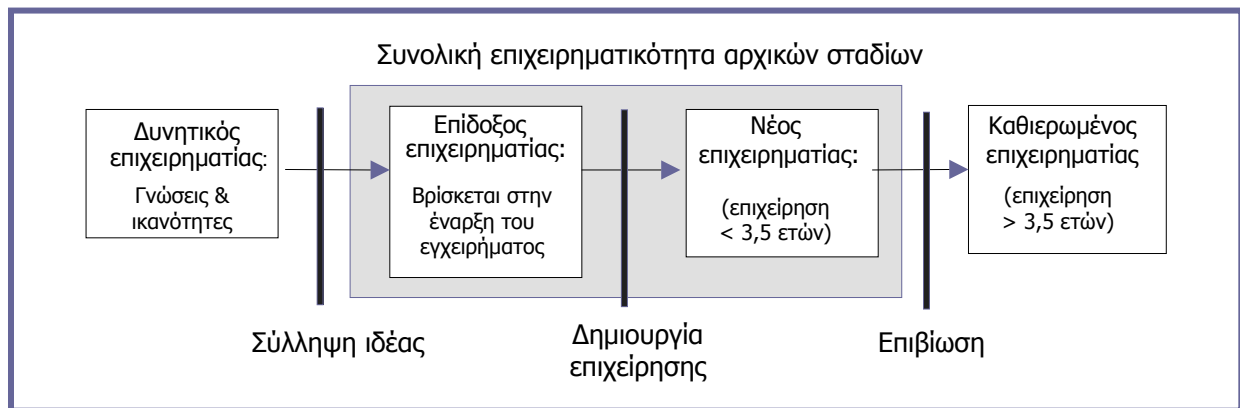 Συνολική επιχειρηματικότητα αρχικών σταδίων
Δυνητικός
επιχειρηματίας:
Γνώσεις &
ικανότητες
Επίδοξος
επιχειρηματίας:
Βρίσκεται στην
έναρξη του
εγχειρήματος
Νέος
επιχειρηματίας:
(επιχείρηση
< 3,5 ετών)
Καθιερωμένος
επιχειρηματίας
(επιχείρηση
> 3,5 ετών)
Σύλληψη ιδέας
Δημιουργία
επιχείρησης
Επιβίωση